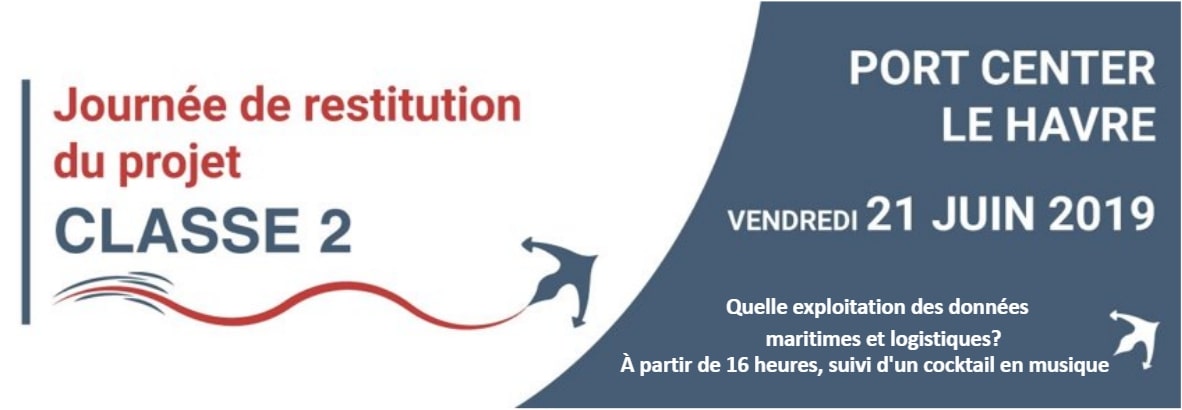 Journée de restitution
du projet
CLASSE 2
PORT CENTER
LE HAVRE
VENDREDI 21 JUIN 2019
Quelle exploitation des données
maritimes et logistiques?
À partir de 16 heures, suivi d'un cocktail en musique